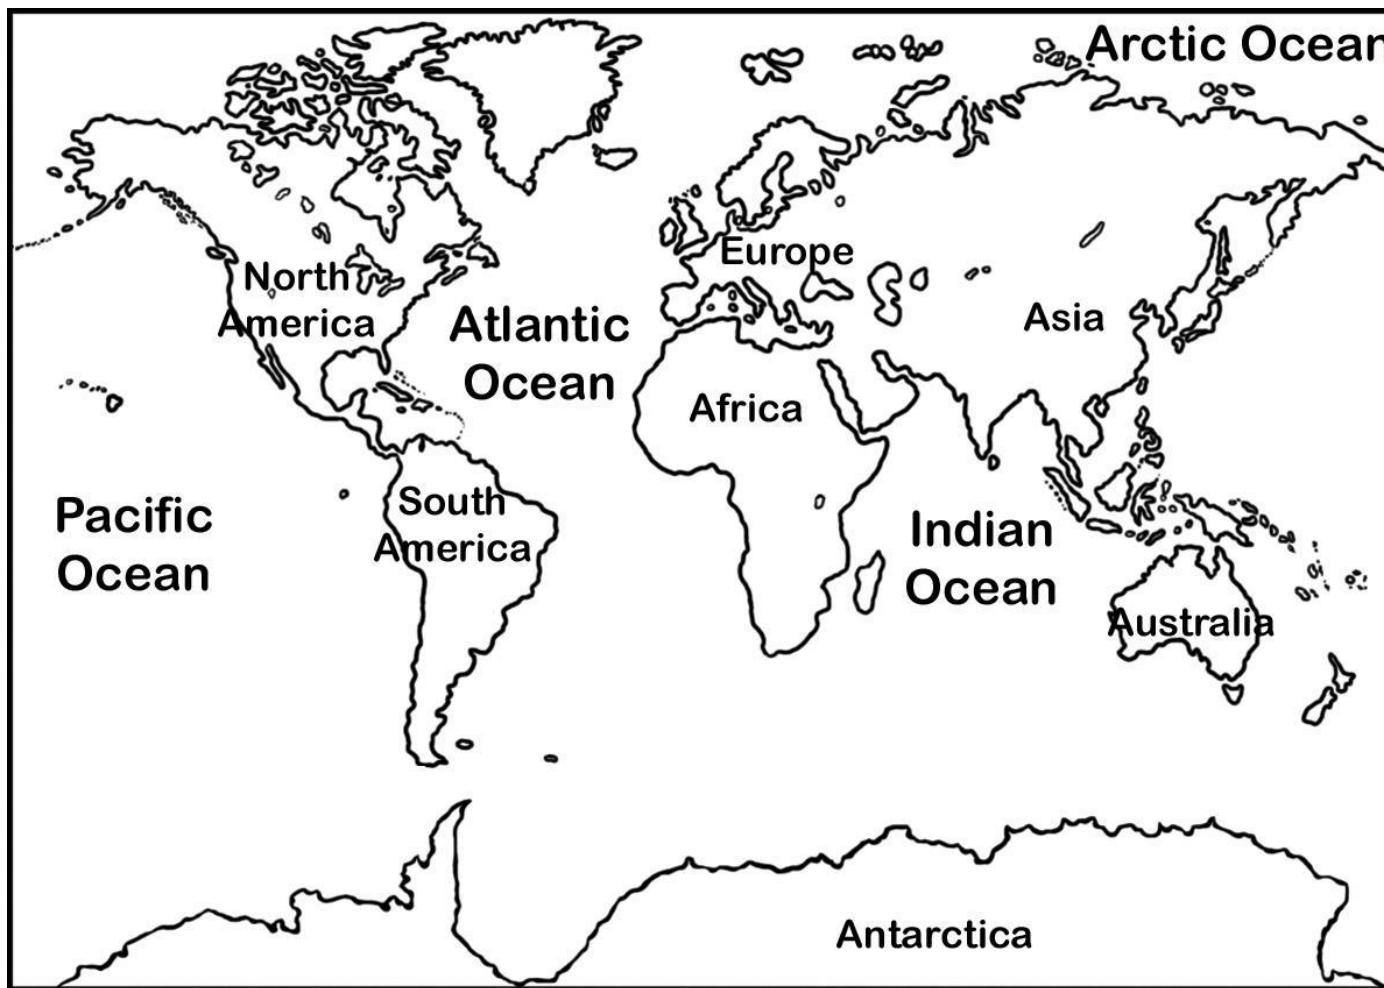 Arctic Ocean
Europe
North
America
Atlantic
Ocean
Asia
Africa
Pacific
Ocean
South
America
Indian
Ocean
Australia
Antarctica